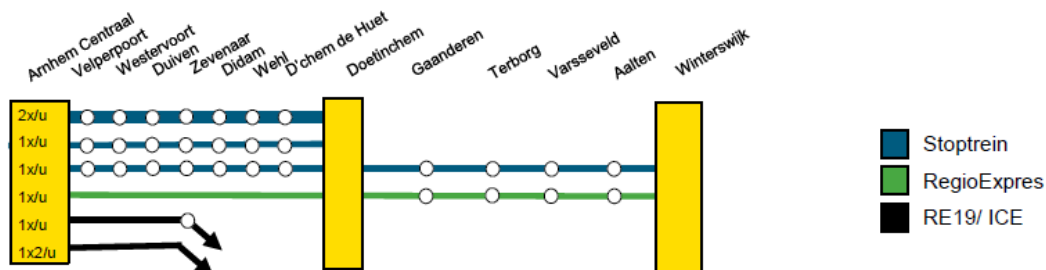 Arnhem Centraal
Velperpoort
Westervoort
Duiven
Zevenaar
Didam
Wehl
D'chem de Huet
Doetinchem
Gaanderen
Terborg
Varsseveld
Aalten
Winterswijk
2x/u
1x/u
1x/u
1x/u
1x/u
1x2/u
Stoptrein
RegioExpres
RE19/ ICE